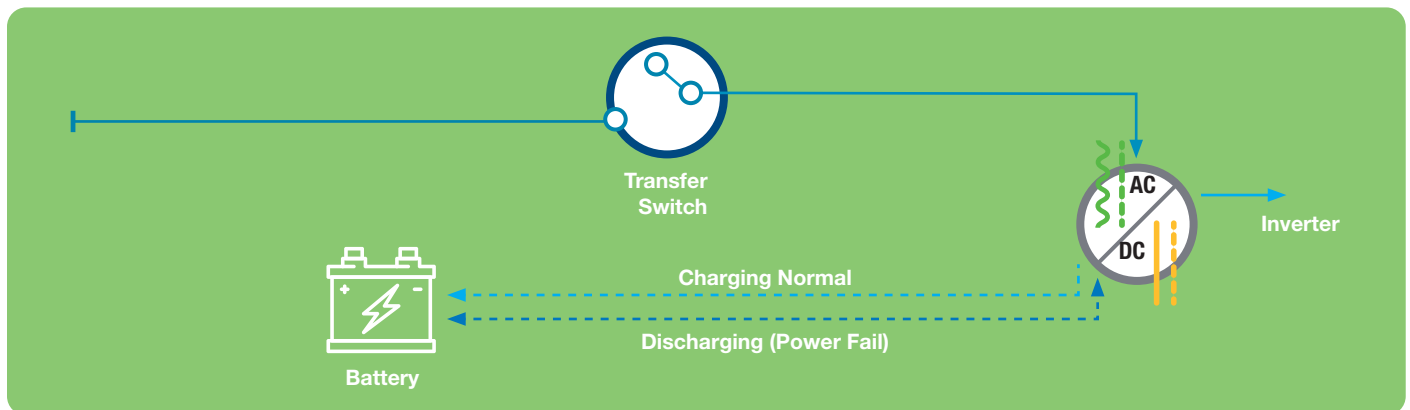 Transfer
Switch
AC
DC
Inverter
Charging Normal
+ -
Discharging (Power Fail)
Battery